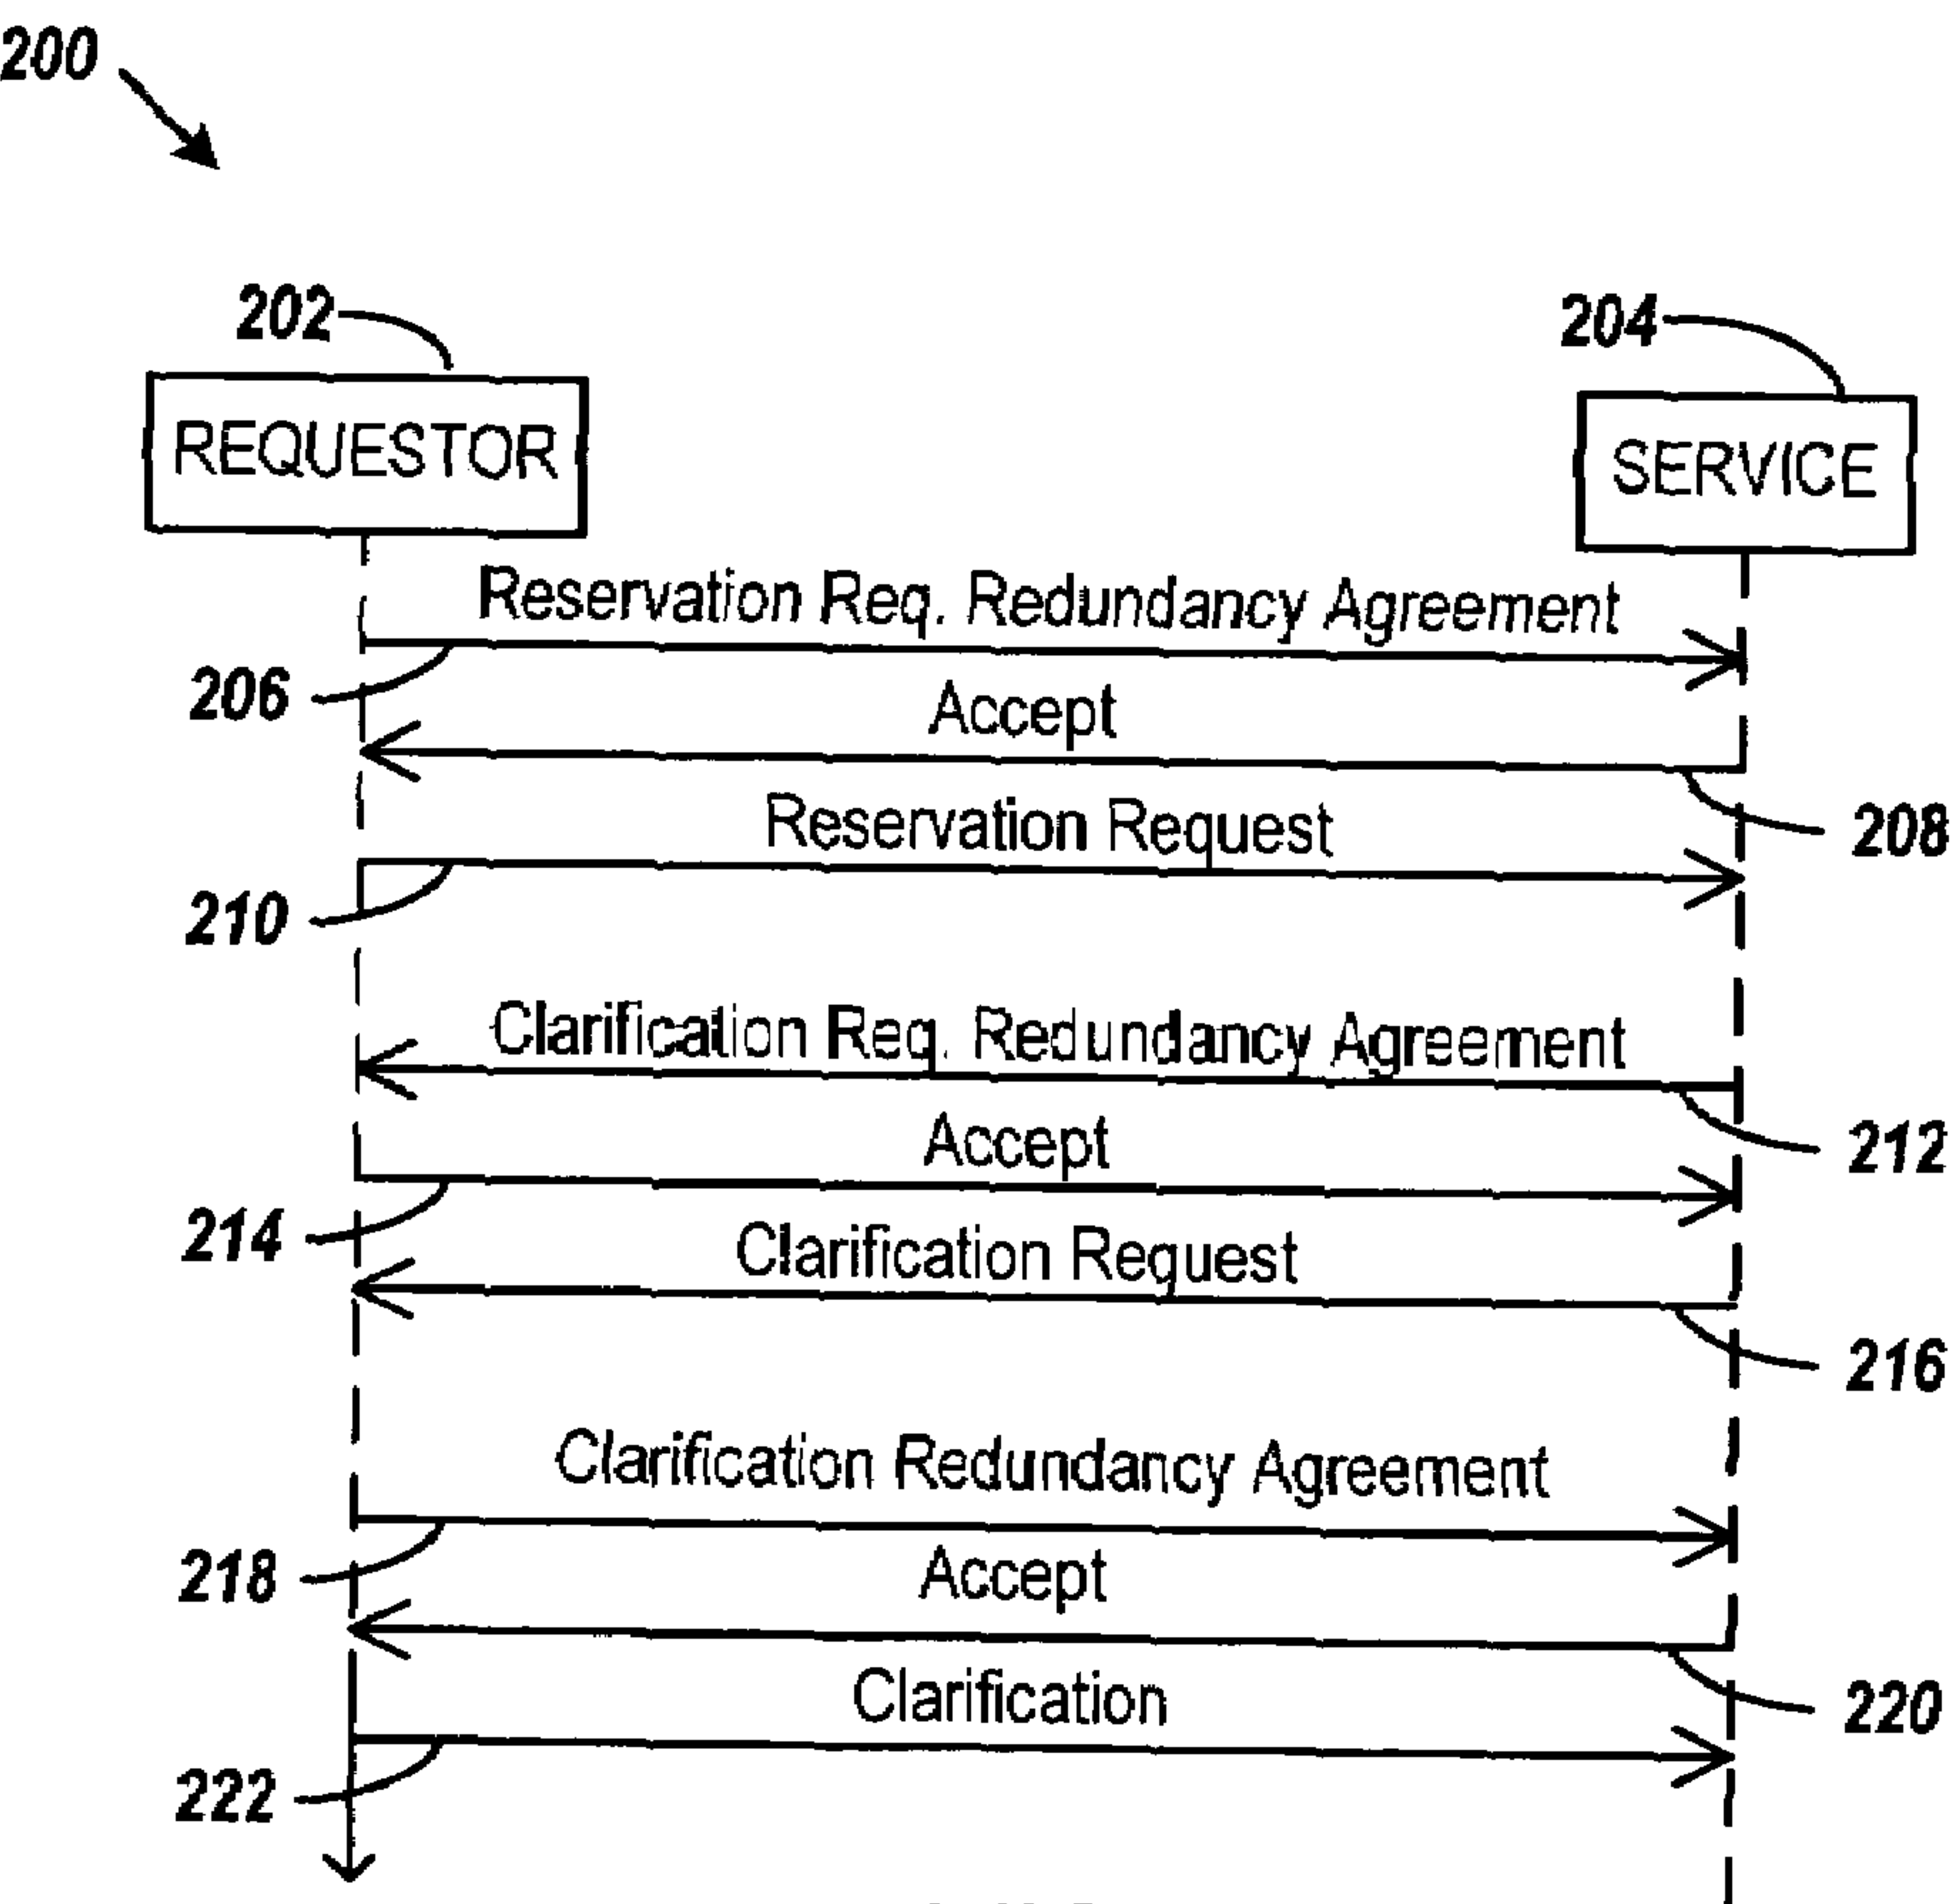 200
202
204
REQUESTOR
SERVICE
Reservation Req. Redundancy Agreement
206
Accept
208
Reservation Request
210
Clarification Req. Redundancy Agreement
212
Accept
214
Clarification Request
216
Clarification Redundancy Agreement
218
Accept
220
Clarification
222